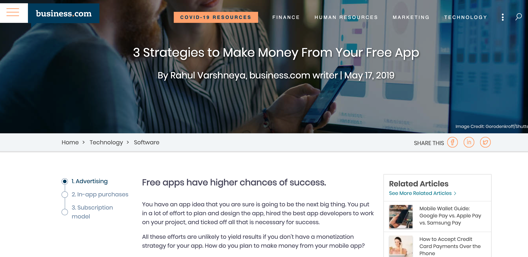 business.com
COVID-19 RESOURCES
FINANCE
HUMAN RESOURCES
MARKETING
TECHNOLOGY
3 Strategies to Make Money From Your Free App
By Rahul Varshneya, business.com writer | May 17, 2019
Image Credit: Gorodenkoff/Shutte
Home > Technology > Software
SHARE THIS
1. Advertising
2. In-app purchases
3. Subscription
model
Free apps have higher chances of success.
You have an app idea that you are sure is going to be the next big thing. You put
in a lot of effort to plan and design the app, hired the best app developers to work
on your project, and ticked off all that is necessary for success.
All these efforts are unlikely to yield results if you don't have a monetization
strategy for your app. How do you plan to make money from your mobile app?
Related Articles
See More Related Articles >
Mobile Wallet Guide:
Google Pay vs. Apple Pay
vs. Samsung Pay
How to Accept Credit
Card Payments Over the
Phone